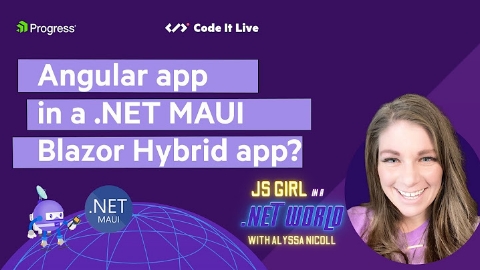 Progress
Code It Live
Angular app
in a .NET MAUI
Blazor Hybrid app?
JS GIRL IN A
.NET WORLD
WITH ALYSSA NICOLL
.NET
MAUI